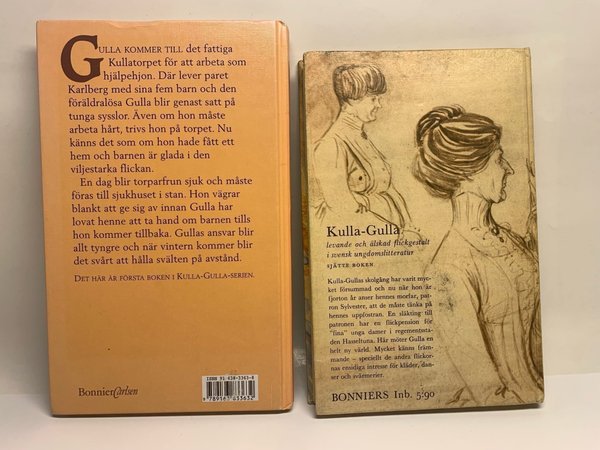 GULLA KOMMER TILL det fattiga
Kullatorpet för att arbeta som
hjälpehjon. Där lever paret
Karlberg med sina fem barn och den
föräldralösa Gulla blir genast satt på
tunga sysslor. Även om hon måste
arbeta hårt, trivs hon på torpet. Nu
känns det som om hon hade fått ett
hem och barnen är glada i den
viljestarka flickan.
En dag blir torparfrun sjuk och måste
föras till sjukhuset i stan. Hon vägrar
blankt att ge sig av innan Gulla har
lovat henne att ta hand om barnen tills
hon kommer tillbaka. Gullas ansvar blir
allt tyngre och när vintern kommer blir
det svårt att hålla svälten på avstånd.
DET HÄR ÄR FÖRSTA BOKEN I KULLA-GULLA-SERIEN.
BonnierCarlsen
ISBN 91-638-3363-8
9 789163 833632
Kulla-Gulla
levande och älskad flickgestalt
i svensk ungdomslitteratur
SJÄTTE BOKEN
Kulla-Gullas skolgång har varit myc-
ket försummad och nu när hon är
fjorton år anser hennes morfar, pat-
ron Sylvester, att de måste tänka på
hennes uppfostran. En släkting till
patronen har en flickpension för
"fina" unga damer i regementssta-
den Hasseltuna. Här möter Gulla en
helt ny värld. Mycket känns främ-
mande – speciellt de andra flickor-
nas ensidiga intresse för kläder, dan-
ser och svärmerier.
BONNIERS Inb. 5:90